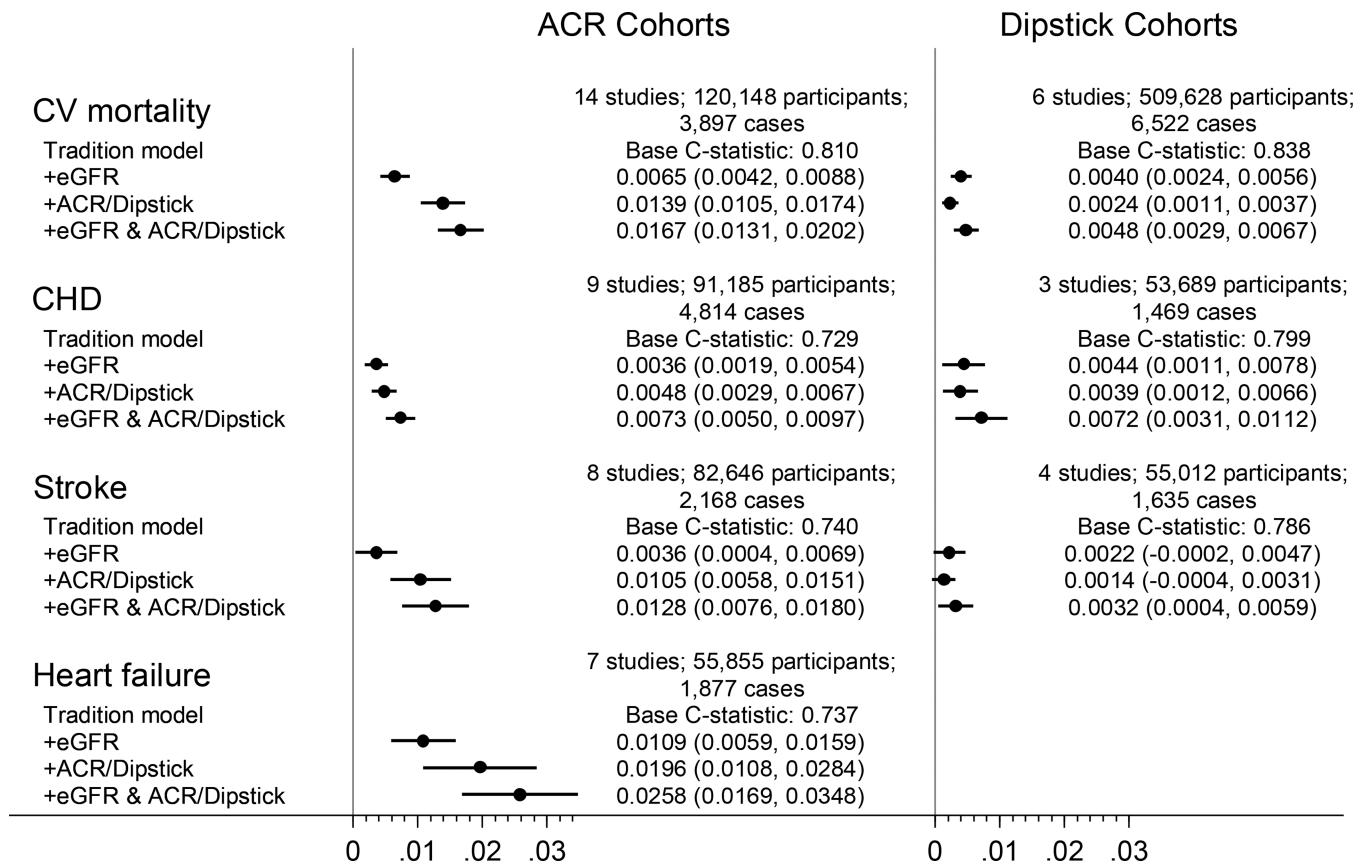 ACR Cohorts Dipstick Cohorts
14 studies; 120,148 participants; 6 studies; 509,628 participants;
CV mortality 3,897 cases 6,522 cases
Tradition model Base C-statistic: 0.810 Base C-statistic: 0.838
+eGFR 0.0065 (0.0042, 0.0088) 0.0040 (0.0024, 0.0056)
+ACR/Dipstick 0.0139 (0.0105, 0.0174) 0.0024 (0.0011, 0.0037)
+eGFR & ACR/Dipstick 0.0167 (0.0131, 0.0202) 0.0048 (0.0029, 0.0067)
9 studies; 91,185 participants; 3 studies; 53,689 participants;
CHD 4,814 cases 1,469 cases
Tradition model Base C-statistic: 0.729 Base C-statistic: 0.799
+eGFR 0.0036 (0.0019, 0.0054) 0.0044 (0.0011, 0.0078)
+ACR/Dipstick 0.0048 (0.0029, 0.0067) 0.0039 (0.0012, 0.0066)
+eGFR & ACR/Dipstick 0.0073 (0.0050, 0.0097) 0.0072 (0.0031, 0.0112)
8 studies; 82,646 participants; 4 studies; 55,012 participants;
Stroke 2,168 cases 1,635 cases
Tradition model Base C-statistic: 0.740 Base C-statistic: 0.786
+eGFR 0.0036 (0.0004, 0.0069) 0.0022 (-0.0002, 0.0047)
+ACR/Dipstick 0.0105 (0.0058, 0.0151) 0.0014 (-0.0004, 0.0031)
+eGFR & ACR/Dipstick 0.0128 (0.0076, 0.0180) 0.0032 (0.0004, 0.0059)
7 studies; 55,855 participants;
Heart failure 1,877 cases
Tradition model Base C-statistic: 0.737
+eGFR 0.0109 (0.0059, 0.0159)
+ACR/Dipstick 0.0196 (0.0108, 0.0284)
+eGFR & ACR/Dipstick 0.0258 (0.0169, 0.0348)
0 .01 .02 .03 0 .01 .02 .03